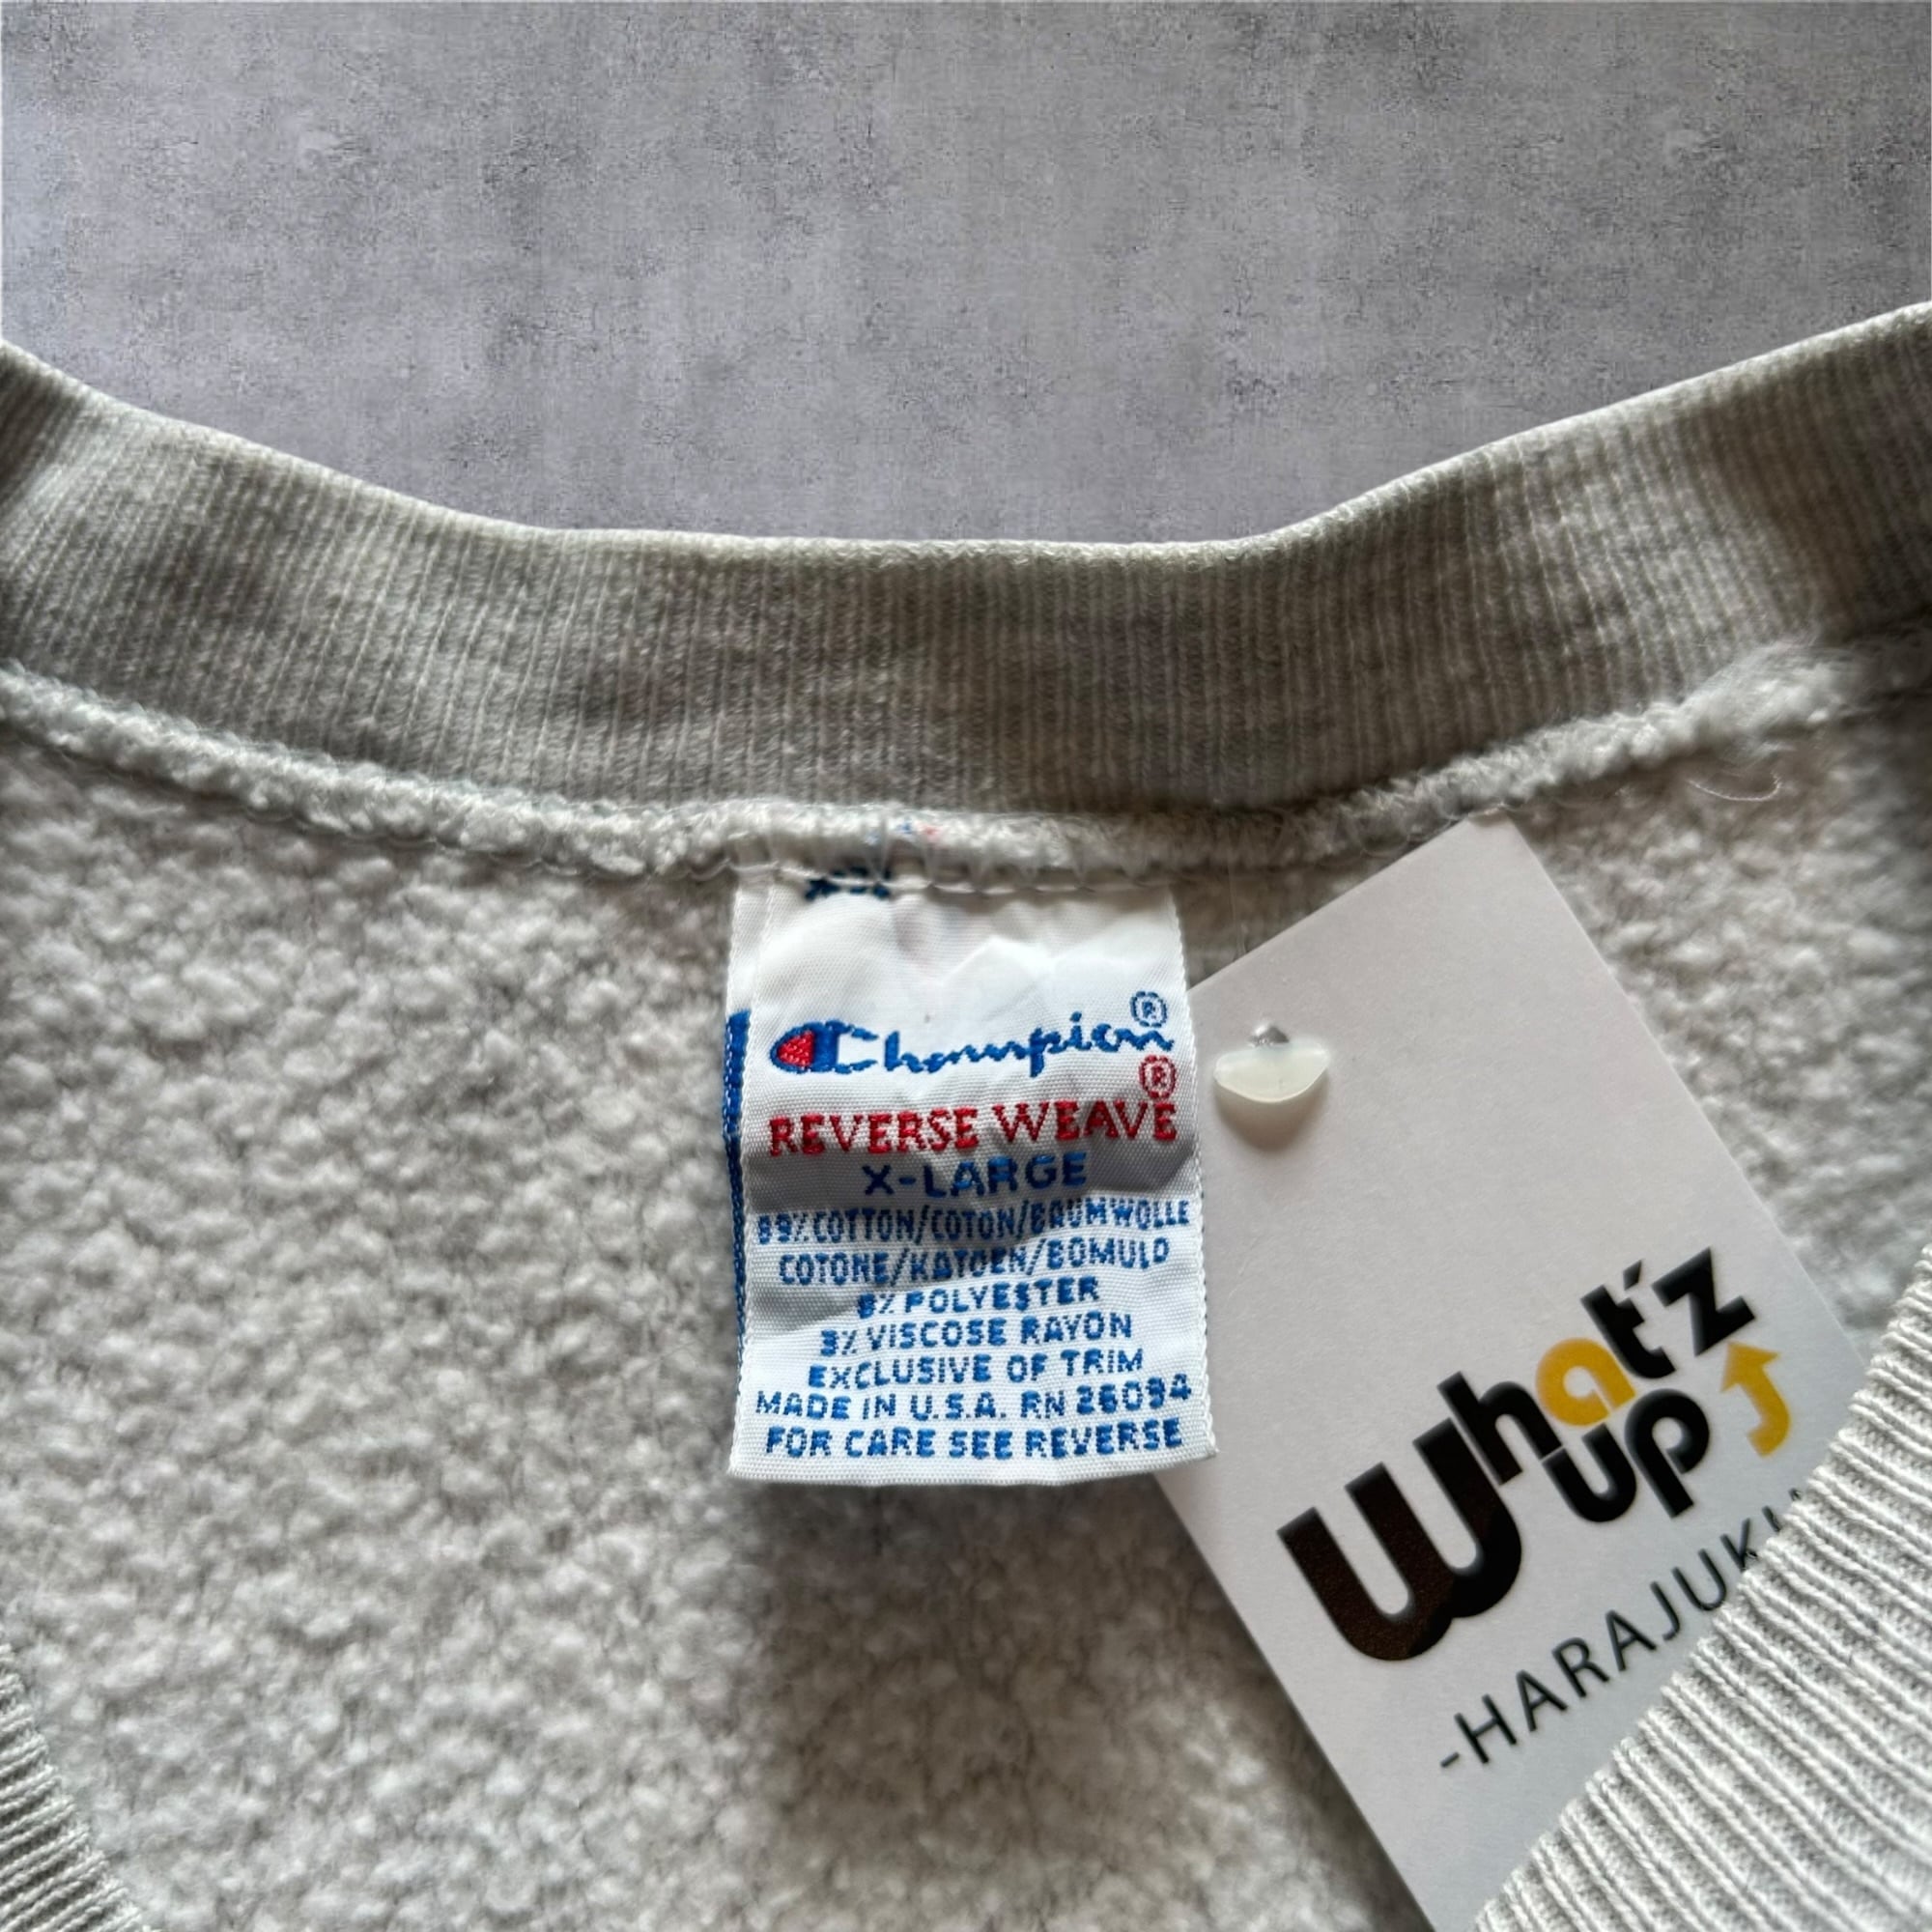 Champion®
REVERSE WEAVE®
X-LARGE
89% COTTON/COTON/BAUMWOLLE
COTONE/KATOEN/BOMULD
8% POLYESTER
3% VISCOSE RAYON
EXCLUSIVE OF TRIM
MADE IN U.S.A. RN 26094
FOR CARE SEE REVERSE
What'z
up
-HARAJUKU